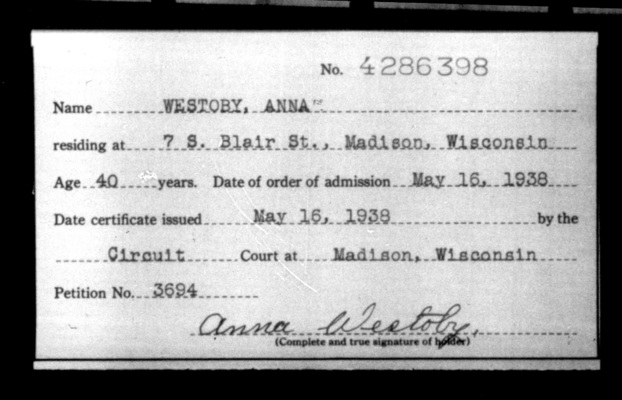 No. 4286398
Name WESTOBY, ANNA
residing at 7 S. Blair St., Madison, Wisconsin
Age 40 years. Date of order of admission May 16, 1938
Date certificate issued May 16, 1938 by the
Circuit Court at Madison, Wisconsin
Petition No. 3694
Anna Westoby.
(Complete and true signature of holder)